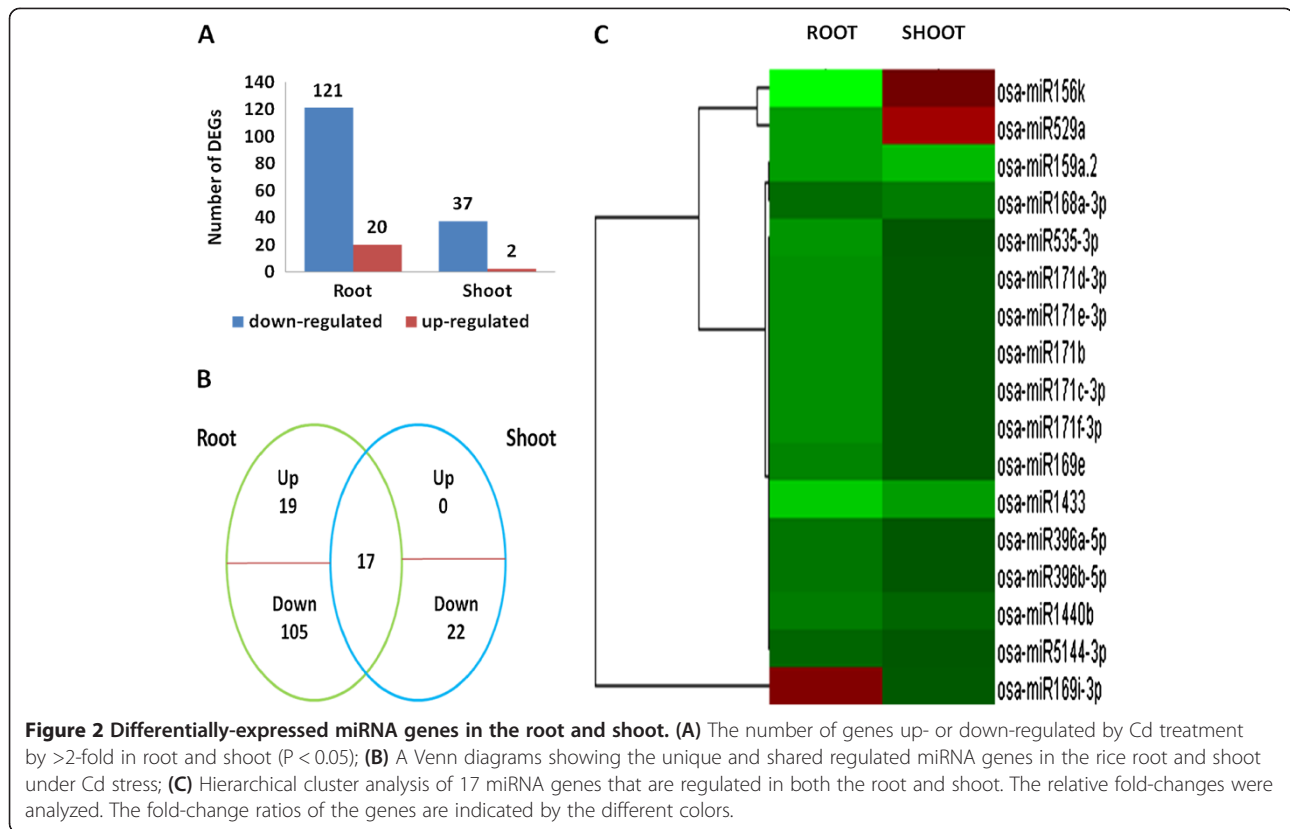 A
Number of DEGs
140
120
100
80
60
40
20
0
121
20
37
2
Root
Shoot
down-regulated
up-regulated
B
Root
Shoot
Up
19
Up
0
17
Down
105
Down
22
C
ROOT
SHOOT
osa-miR156k
osa-miR529a
osa-miR159a.2
osa-miR168a-3p
osa-miR535-3p
osa-miR171d-3p
osa-miR171e-3p
osa-miR171b
osa-miR171c-3p
osa-miR171f-3p
osa-miR169e
osa-miR1433
osa-miR396a-5p
osa-miR396b-5p
osa-miR1440b
osa-miR5144-3p
osa-miR169i-3p
Figure 2 Differentially-expressed miRNA genes in the root and shoot. (A) The number of genes up- or down-regulated by Cd treatment
by >2-fold in root and shoot (P < 0.05); (B) A Venn diagrams showing the unique and shared regulated miRNA genes in the rice root and shoot
under Cd stress; (C) Hierarchical cluster analysis of 17 miRNA genes that are regulated in both the root and shoot. The relative fold-changes were
analyzed. The fold-change ratios of the genes are indicated by the different colors.